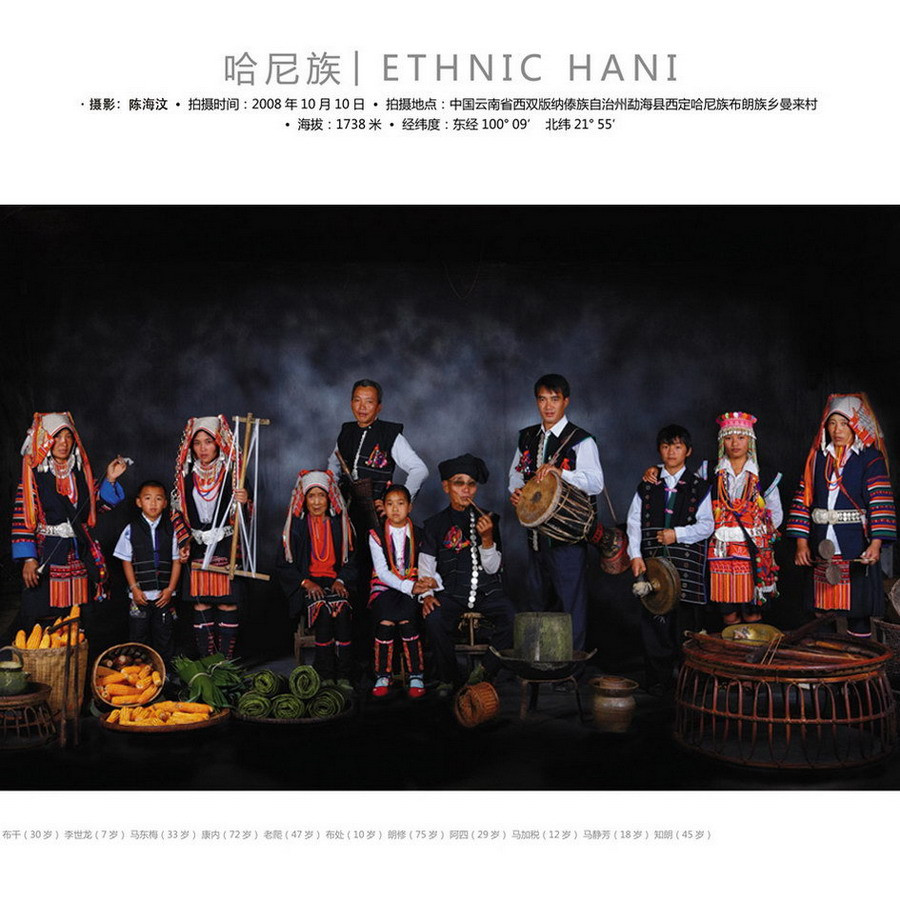 哈尼族| ETHNIC HANI
· 摄影：陈海汶 • 拍摄时间：2008 年 10 月 10 日 • 拍摄地点：中国云南省西双版纳傣族自治州勐海县西定哈尼族布朗族乡曼来村
• 海拔：1738 米 • 经纬度：东经 100° 09′ 北纬 21° 55′
布千（30 岁）李世龙（7 岁）马东梅（33 岁）康内（72 岁）老爬（47 岁）布处（10 岁）朗修（75 岁）阿四（29 岁）马加税（12 岁）马静芳（18 岁）知朗（45 岁）